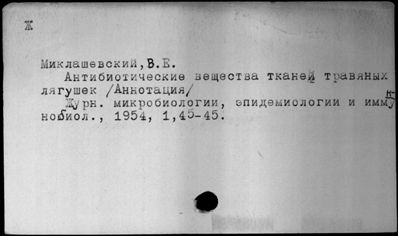 Ж
Миклашевский,В.Е.
Антибиотические вещества тканей травяных
лягушек /Аннотация/
Журн. микробиологии, эпидемиологии и имму
нобиол., 1954, 1,45-45.